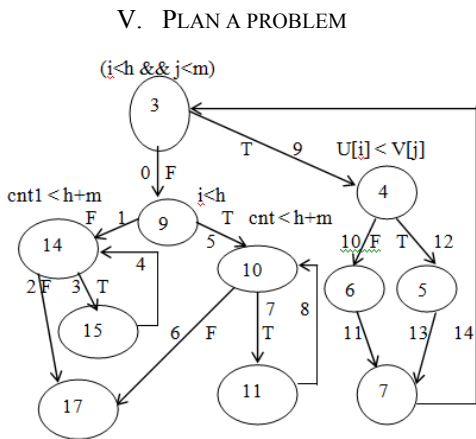 V. PLAN A PROBLEM
(i<h && j<m)
3
T 9 U[i] < V[j]
0 F
4
cnt1 < h+m i<h
F 1 9 T cnt < h+m
10 F T 12
14 5
4 10
2 F 3 T 6 5
15 6 F 7 8
T 11 13 14
17 11 7